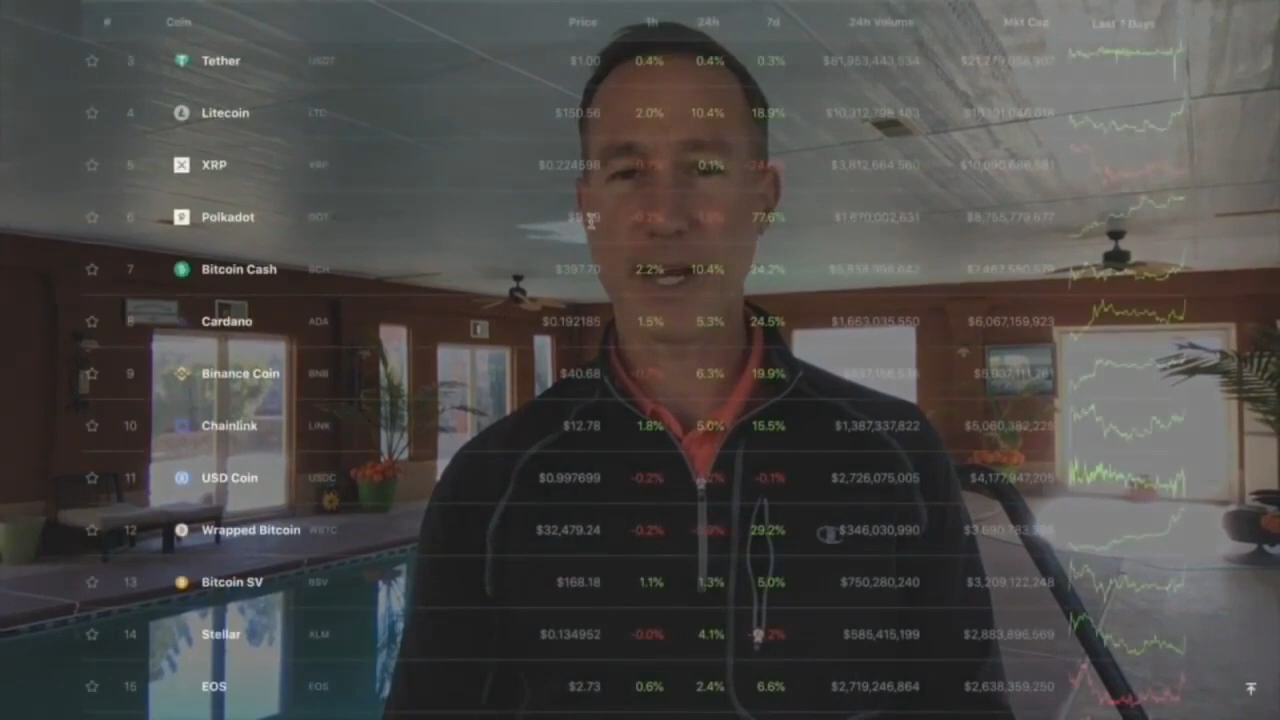 # Coin Price 1h 24h 7d 24h Volume Mkt Cap Last 7 Days
3 Tether USDT $1.00 0.4% 0.4% 0.3%
4 Litecoin LTC $150.56 2.0% 10.4% 18.9%
5 XRP XRP $0.224598 0.1% $3,812,664,560
6 Polkadot DOT 77.6% $1,670,002,631 $8,755,779,677
7 Bitcoin Cash BCH $397.70 2.2% 10.4% 24.2%
8 Cardano ADA $0.192185 1.5% 5.3% 24.5% $1,663,035,550 $6,067,159,923
9 Binance Coin BNB $40.68 6.3% 19.9%
10 Chainlink LINK $12.78 1.8% 5.0% 15.5% $1,387,337,822 $5,060,382,226
11 USD Coin USDC $0.997699 -0.2% -0.1% $2,726,075,005 $4,177,947,205
12 Wrapped Bitcoin WBTC $32,479.24 -0.2% 29.2% $346,030,990
13 Bitcoin SV BSV $168.18 1.1% 1.3% 5.0% $750,280,240 $3,209,122,248
14 Stellar XLM $0.134952 -0.0% 4.1% $585,415,199 $2,883,896,569
15 EOS EOS $2.73 0.6% 2.4% 6.6% $2,719,246,864 $2,638,359,250